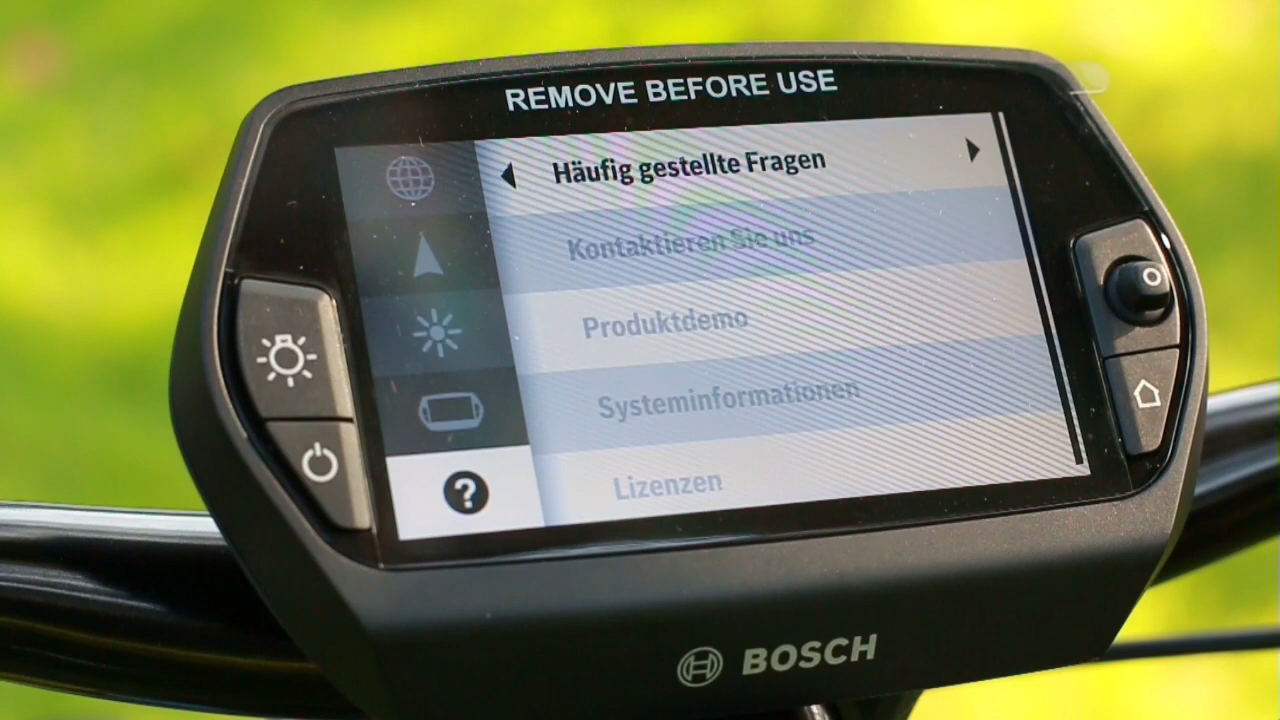 REMOVE BEFORE USE
Häufig gestellte Fragen
Kontaktieren Sie uns
Produktdemo
Systeminformationen
Lizenzen
?
BOSCH